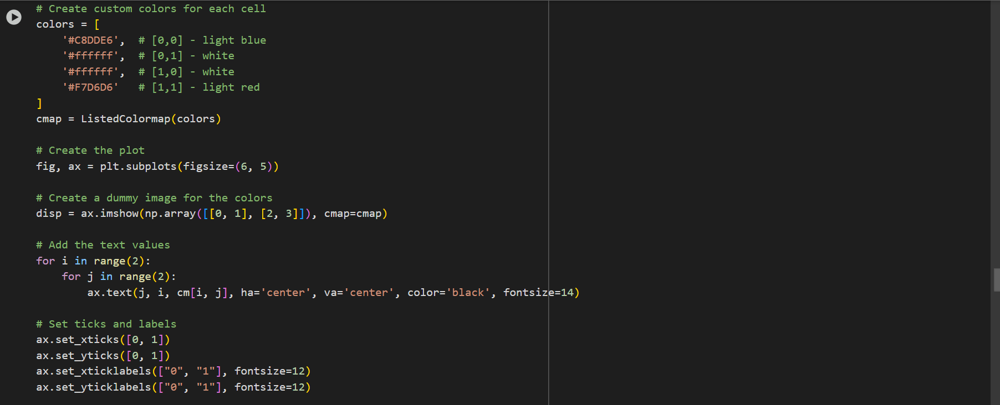 # Create custom colors for each cell
colors = [
    '#C8DDE6',  # [0,0] - light blue
    '#ffffff',  # [0,1] - white
    '#ffffff',  # [1,0] - white
    '#F7D6D6'   # [1,1] - light red
]
cmap = ListedColormap(colors)

# Create the plot
fig, ax = plt.subplots(figsize=(6, 5))

# Create a dummy image for the colors
disp = ax.imshow(np.array([[0, 1], [2, 3]]), cmap=cmap)

# Add the text values
for i in range(2):
    for j in range(2):
        ax.text(j, i, cm[i, j], ha='center', va='center', color='black', fontsize=14)

# Set ticks and labels
ax.set_xticks([0, 1])
ax.set_yticks([0, 1])
ax.set_xticklabels(["0", "1"], fontsize=12)
ax.set_yticklabels(["0", "1"], fontsize=12)